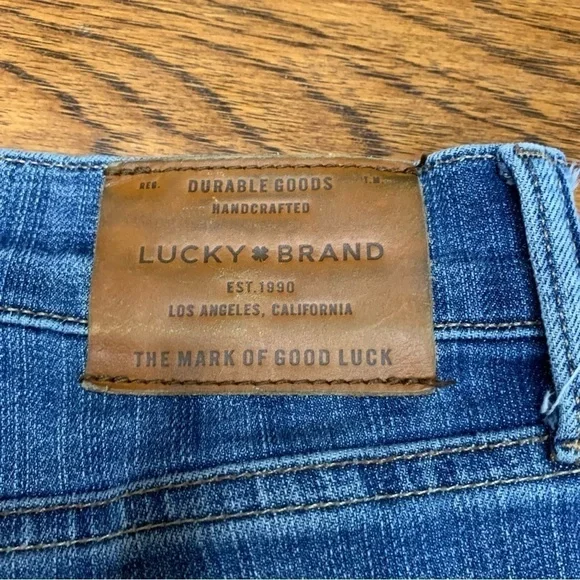 REG. DURABLE GOODS T.M.
HANDCRAFTED
LUCKY BRAND
EST. 1990
LOS ANGELES, CALIFORNIA
THE MARK OF GOOD LUCK